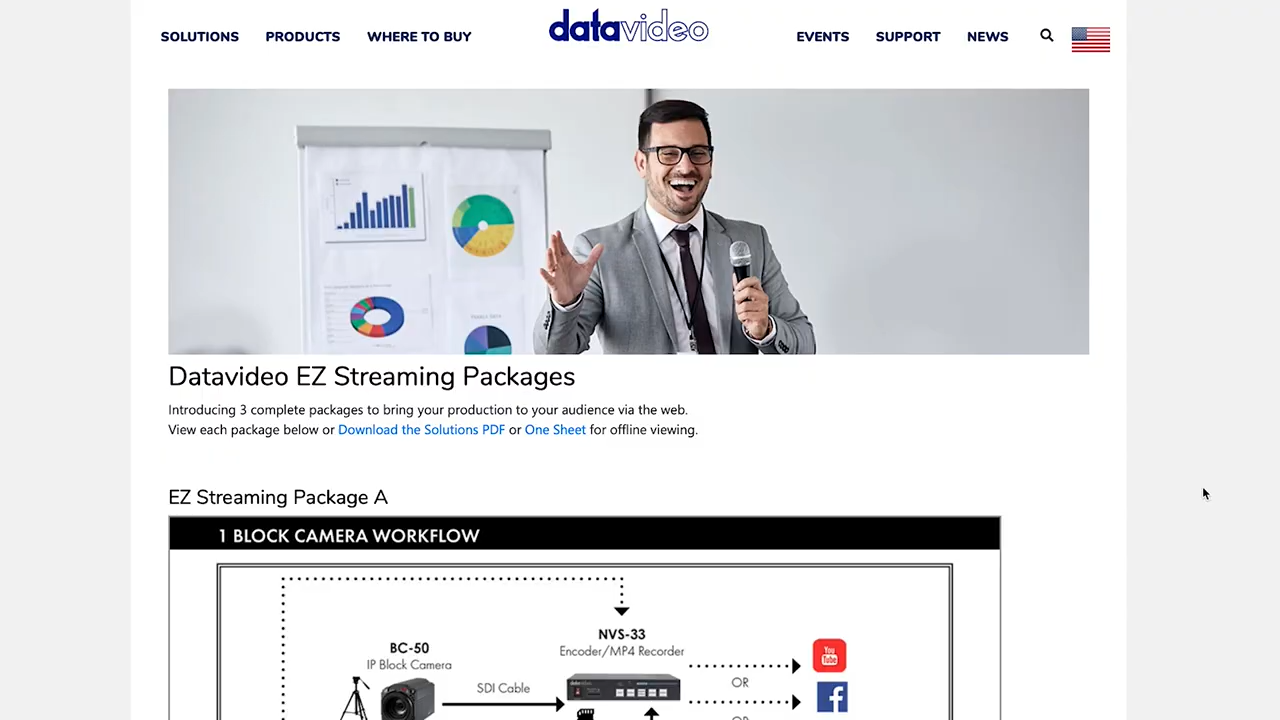 SOLUTIONS PRODUCTS WHERE TO BUY datavideo EVENTS SUPPORT NEWS
Datavideo EZ Streaming Packages
Introducing 3 complete packages to bring your production to your audience via the web.
View each package below or Download the Solutions PDF or One Sheet for offline viewing.
EZ Streaming Package A
1 BLOCK CAMERA WORKFLOW
BC-50
IP Block Camera
SDI Cable
NVS-33
Encoder/MP4 Recorder
You
Tube
OR
OR